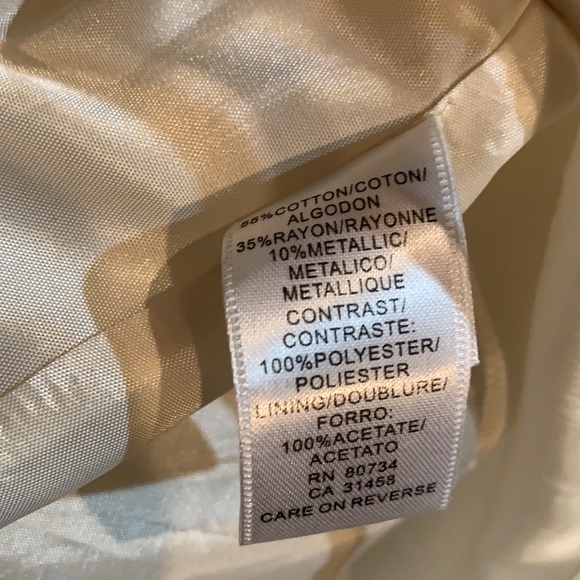 55%COTTON/COTON/
ALGODON
35%RAYON/RAYONNE
10%METALLIC/
METALICO/
METALLIQUE
CONTRAST/
CONTRASTE:
100%POLYESTER/
POLIESTER
LINING/DOUBLURE/
FORRO:
100%ACETATE/
ACETATO
RN 80734
CA 31458
CARE ON REVERSE